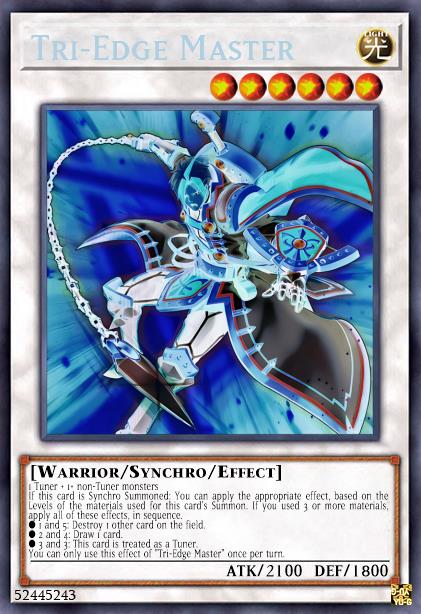 Tri-Edge Master
LIGHT
光
[Warrior/Synchro/Effect]
1 Tuner + 1+ non-Tuner monsters
If this card is Synchro Summoned: You can apply the appropriate effect, based on the
Levels of the materials used for this card's Summon. If you used 3 or more materials,
apply all of these effects, in sequence.
● 1 and 5: Destroy 1 other card on the field.
● 2 and 4: Draw 1 card.
● 3 and 3: This card is treated as a Tuner.
You can only use this effect of "Tri-Edge Master" once per turn.
ATK/2100 DEF/1800
52445243